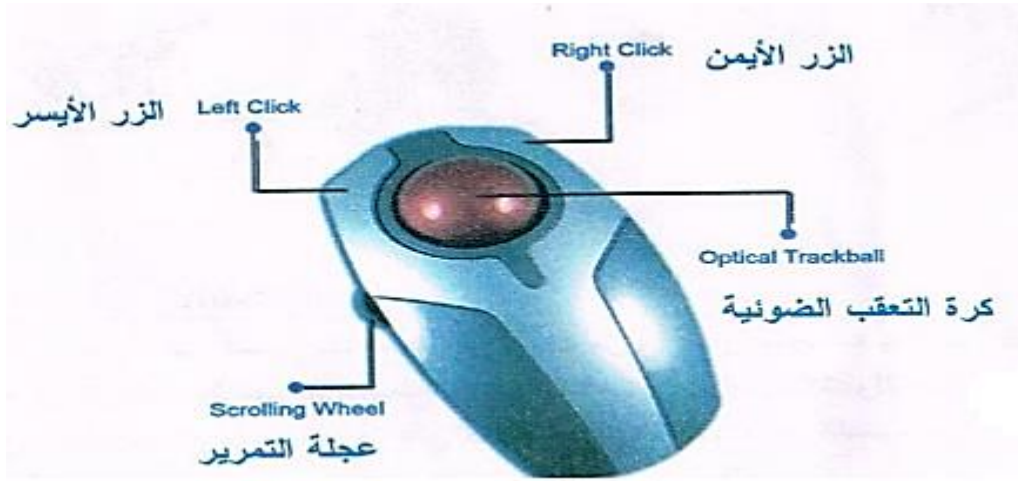 Right Click الزر الأيمن
Left Click الزر الأيسر
Optical Trackball
كرة التعقب الضوئية
Scrolling Wheel
عجلة التمرير